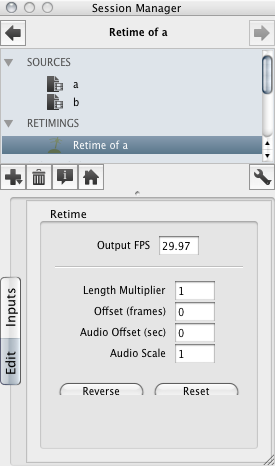 Session Manager
Retime of a
SOURCES
a
b
RETIMINGS
Retime of a
Retime
Output FPS 29.97
Length Multiplier 1
Offset (frames) 0
Audio Offset (sec) 0
Audio Scale 1
Reverse Reset
Inputs
Edit